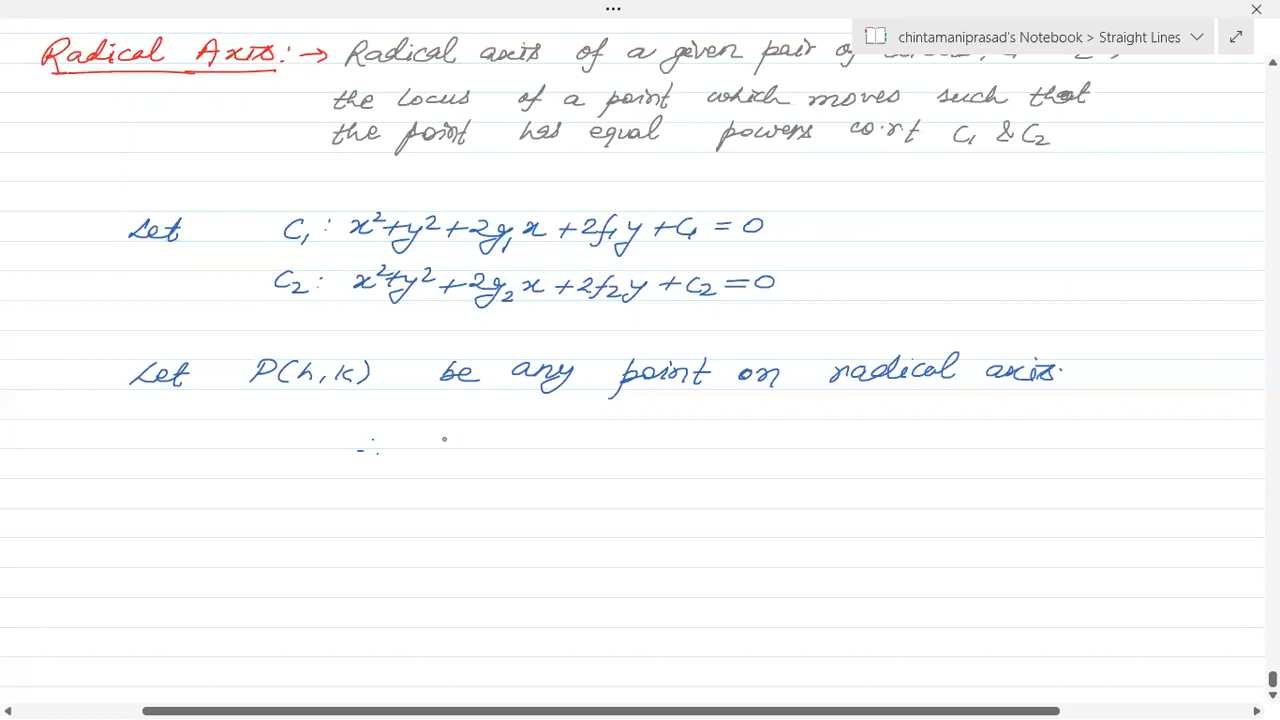 chintamaniprasad's Notebook > Straight Lines
Radical Axis:→ Radical axis of a given pair of
the locus of a point which moves such that
the point has equal powers w.r.t C₁ & C₂
Let C₁: x²+y²+2g₁x+2f₁y+C₁=0
C₂: x²+y²+2g₂x+2f₂y+C₂=0
Let P(h,k) be any point on radical axis.
∴